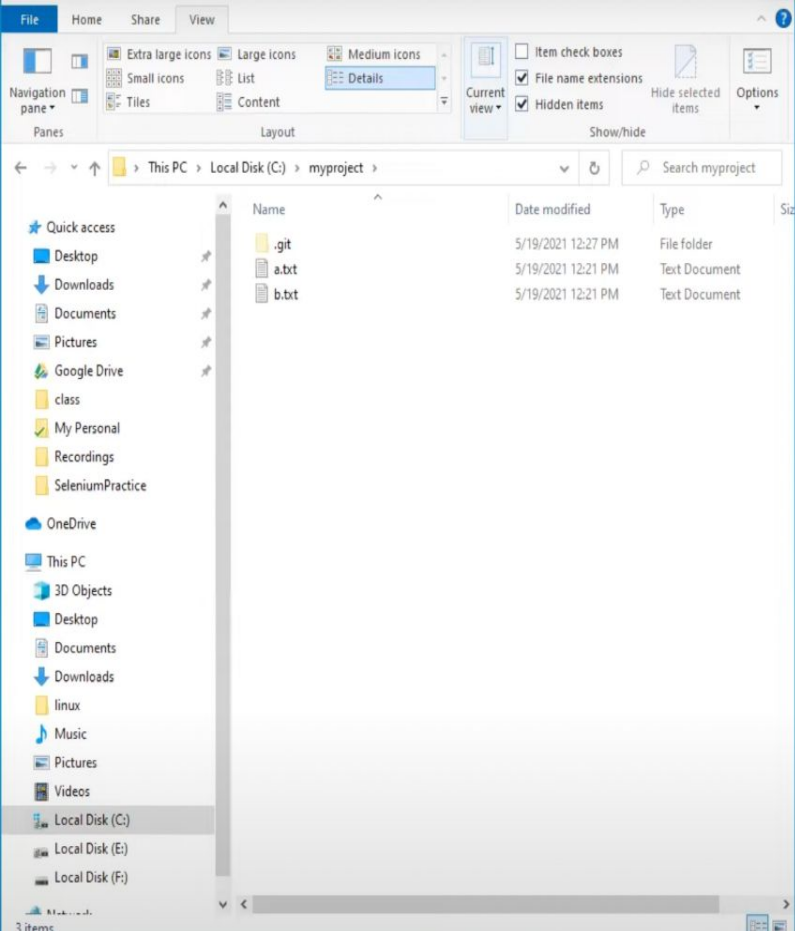 File Home Share View
Extra large icons Large icons Medium icons
Small icons List Details
Tiles Content
Navigation pane
Panes
Layout
Current view
Item check boxes
File name extensions
Hidden items
Hide selected items
Show/hide
Options
This PC > Local Disk (C:) > myproject >
Search myproject
Name Date modified Type Siz
.git 5/19/2021 12:27 PM File folder
a.txt 5/19/2021 12:21 PM Text Document
b.txt 5/19/2021 12:21 PM Text Document
Quick access
Desktop
Downloads
Documents
Pictures
Google Drive
class
My Personal
Recordings
SeleniumPractice
OneDrive
This PC
3D Objects
Desktop
Documents
Downloads
linux
Music
Pictures
Videos
Local Disk (C:)
Local Disk (E:)
Local Disk (F:)
3 items